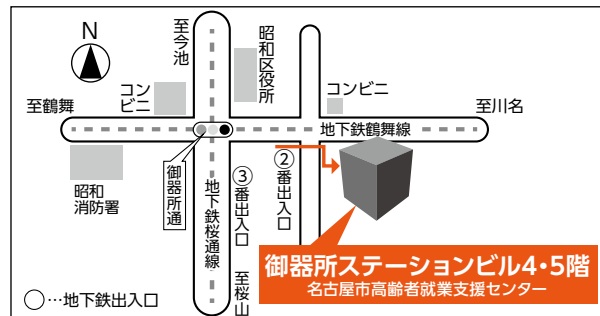 N
至今池
昭和区役所
コンビニ
コンビニ
至鶴舞
至川名
地下鉄鶴舞線
昭和
消防署
御器所通
地下鉄桜通線
③番出入口
②番出入口
至桜山
○…地下鉄出入口
御器所ステーションビル4・5階
名古屋市高齢者就業支援センター